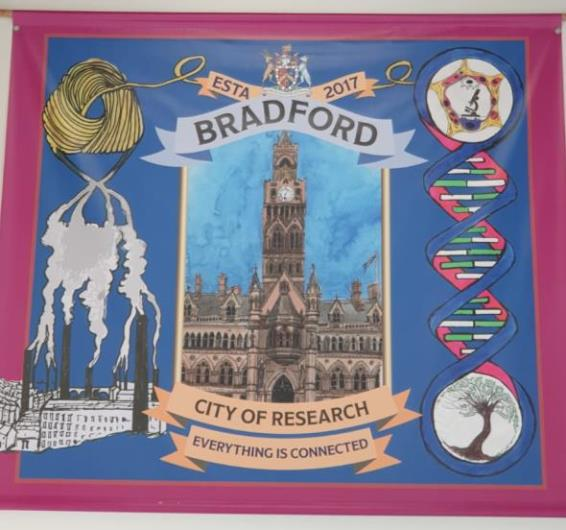 ESTA 2017
BRADFORD
CITY OF RESEARCH
EVERYTHING IS CONNECTED